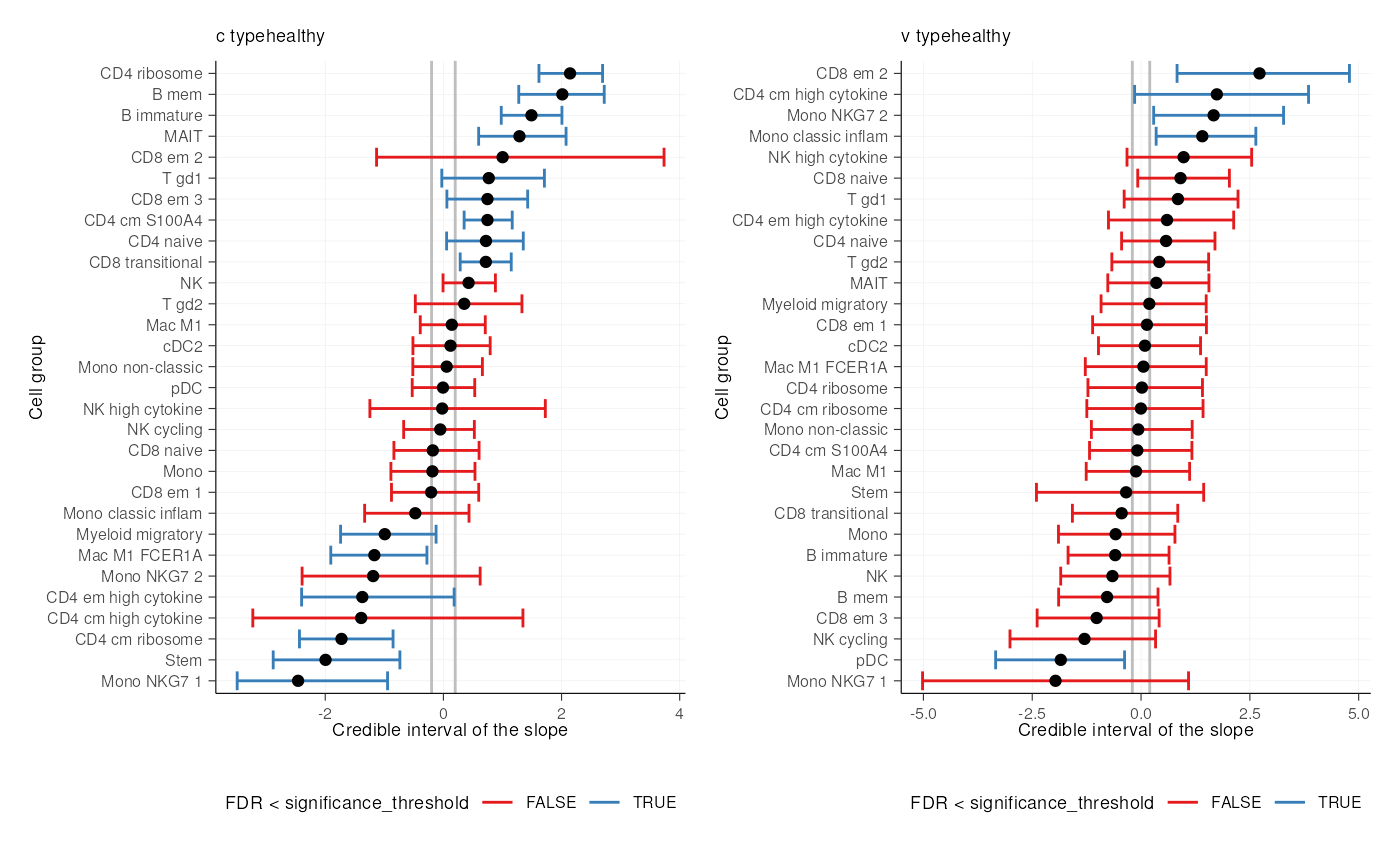 c typehealthy
CD4 ribosome
B mem
B immature
MAIT
CD8 em 2
T gd1
CD8 em 3
CD4 cm S100A4
CD4 naive
CD8 transitional
NK
T gd2
Mac M1
cDC2
Mono non-classic
pDC
NK high cytokine
NK cycling
CD8 naive
Mono
CD8 em 1
Mono classic inflam
Myeloid migratory
Mac M1 FCER1A
Mono NKG7 2
CD4 em high cytokine
CD4 cm high cytokine
CD4 cm ribosome
Stem
Mono NKG7 1
Cell group
-2 0 2 4
Credible interval of the slope
FDR < significance_threshold FALSE TRUE
v typehealthy
CD8 em 2
CD4 cm high cytokine
Mono NKG7 2
Mono classic inflam
NK high cytokine
CD8 naive
T gd1
CD4 em high cytokine
CD4 naive
T gd2
MAIT
Myeloid migratory
CD8 em 1
cDC2
Mac M1 FCER1A
CD4 ribosome
CD4 cm ribosome
Mono non-classic
CD4 cm S100A4
Mac M1
Stem
CD8 transitional
Mono
B immature
NK
B mem
CD8 em 3
NK cycling
pDC
Mono NKG7 1
Cell group
-5.0 -2.5 0.0 2.5 5.0
Credible interval of the slope
FDR < significance_threshold FALSE TRUE